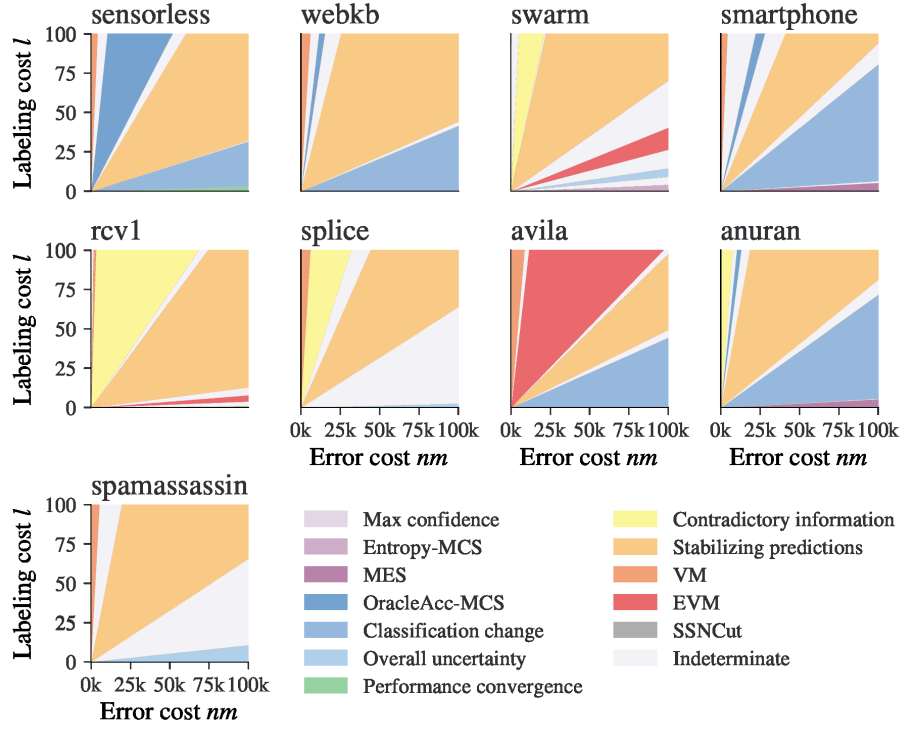 sensorless webkb swarm smartphone
Labeling cost l
100
75
50
25
0
rcv1 splice avila anuran
Labeling cost l
100
75
50
25
0
0k 25k 50k 75k 100k 0k 25k 50k 75k 100k 0k 25k 50k 75k 100k
Error cost nm Error cost nm Error cost nm
spamassassin
Labeling cost l
100
75
50
25
0
0k 25k 50k 75k 100k
Error cost nm
Max confidence
Entropy-MCS
MES
OracleAcc-MCS
Classification change
Overall uncertainty
Performance convergence
Contradictory information
Stabilizing predictions
VM
EVM
SSNCut
Indeterminate